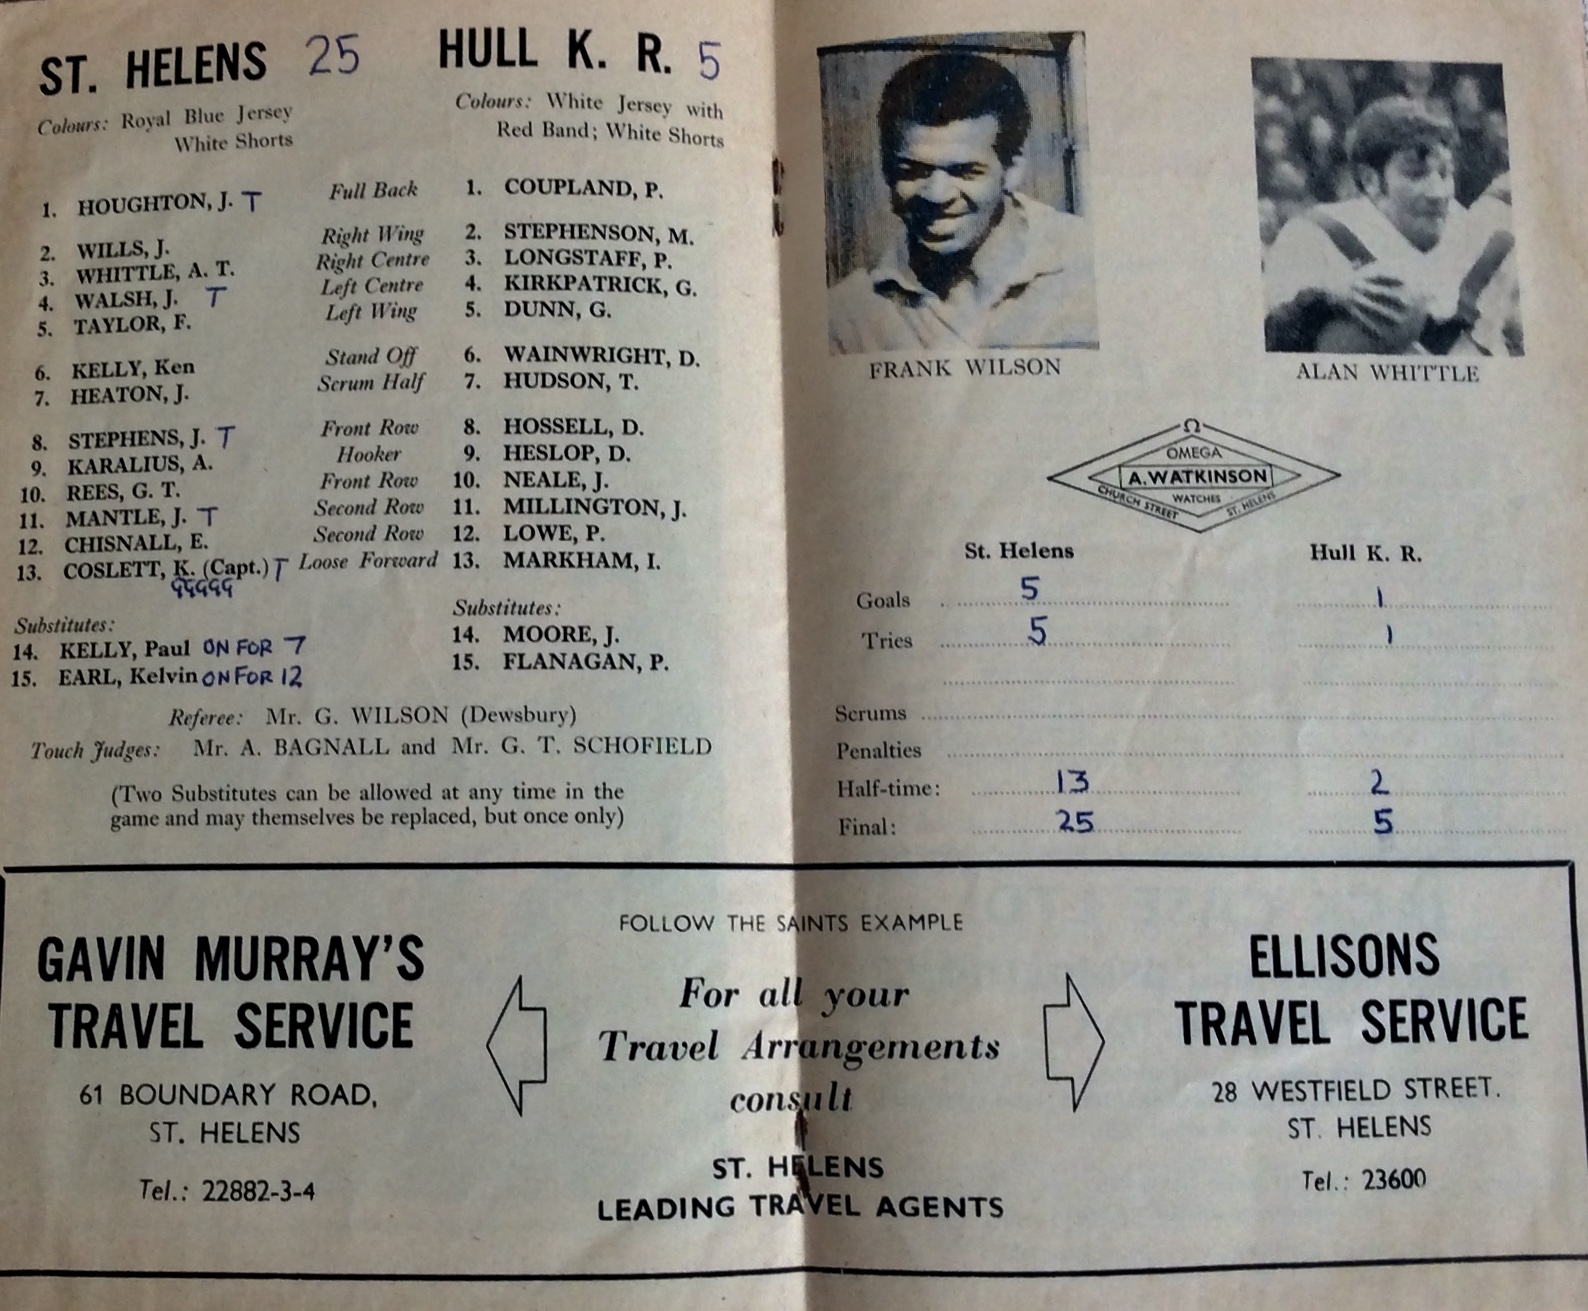 ST. HELENS 25
Colours: Royal Blue Jersey
White Shorts
HULL K. R. 5
Colours: White Jersey with
Red Band; White Shorts
1. HOUGHTON, J. T Full Back 1. COUPLAND, P.
2. WILLS, J. Right Wing 2. STEPHENSON, M.
3. WHITTLE, A. T. Right Centre 3. LONGSTAFF, P.
4. WALSH, J. T Left Centre 4. KIRKPATRICK, G.
5. TAYLOR, F. Left Wing 5. DUNN, G.
6. KELLY, Ken Stand Off 6. WAINWRIGHT, D.
7. HEATON, J. Scrum Half 7. HUDSON, T.
8. STEPHENS, J. T Front Row 8. HOSSELL, D.
9. KARALIUS, A. Hooker 9. HESLOP, D.
10. REES, G. T. Front Row 10. NEALE, J.
11. MANTLE, J. T Second Row 11. MILLINGTON, J.
12. CHISNALL, E. Second Row 12. LOWE, P.
13. COSLETT, K. (Capt.) T Loose Forward 13. MARKHAM, I.
GGGGG
Substitutes:
14. KELLY, Paul ON FOR 7
15. EARL, Kelvin ON FOR 12
Substitutes:
14. MOORE, J.
15. FLANAGAN, P.
Referee: Mr. G. WILSON (Dewsbury)
Touch Judges: Mr. A. BAGNALL and Mr. G. T. SCHOFIELD
(Two Substitutes can be allowed at any time in the
game and may themselves be replaced, but once only)
FRANK WILSON
ALAN WHITTLE
Ω
OMEGA
A. WATKINSON
WATCHES
CHURCH STREET ST. HELENS
St. Helens Hull K. R.
Goals 5 1
Tries 5 1
Scrums
Penalties
Half-time: 13 2
Final: 25 5
GAVIN MURRAY'S
TRAVEL SERVICE
61 BOUNDARY ROAD,
ST. HELENS
Tel.: 22882-3-4
FOLLOW THE SAINTS EXAMPLE
For all your
Travel Arrangements
consult
ST. HELENS
LEADING TRAVEL AGENTS
ELLISONS
TRAVEL SERVICE
28 WESTFIELD STREET.
ST. HELENS
Tel.: 23600